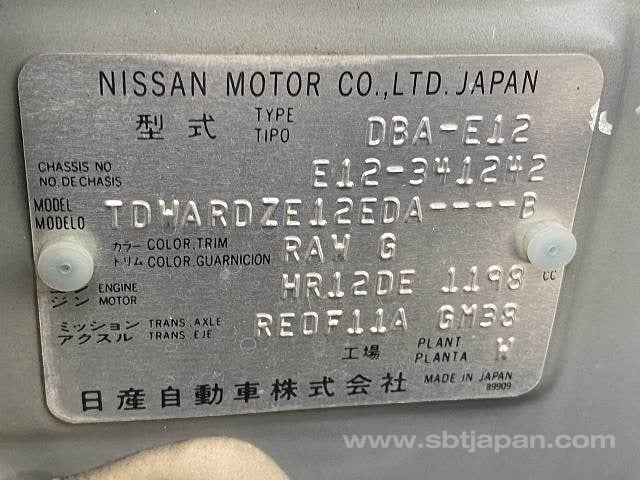 NISSAN MOTOR CO.,LTD. JAPAN
型式 TYPE TIPO DBA-E12
CHASSIS NO. NO. DE CHASIS E12-341242
MODEL MODELO TDWARDZE12EDA----B
カラー COLOR,TRIM
トリム COLOR,GUARNICION RAW G
ENGINE
ジン MOTOR HR12DE 1198 CC
ミッション TRANS. AXLE
アクスル TRANS. EJE RE0F11A GM38
工場 PLANT PLANTA W
日産自動車株式会社 MADE IN JAPAN
89909
www.sbtjapan.com